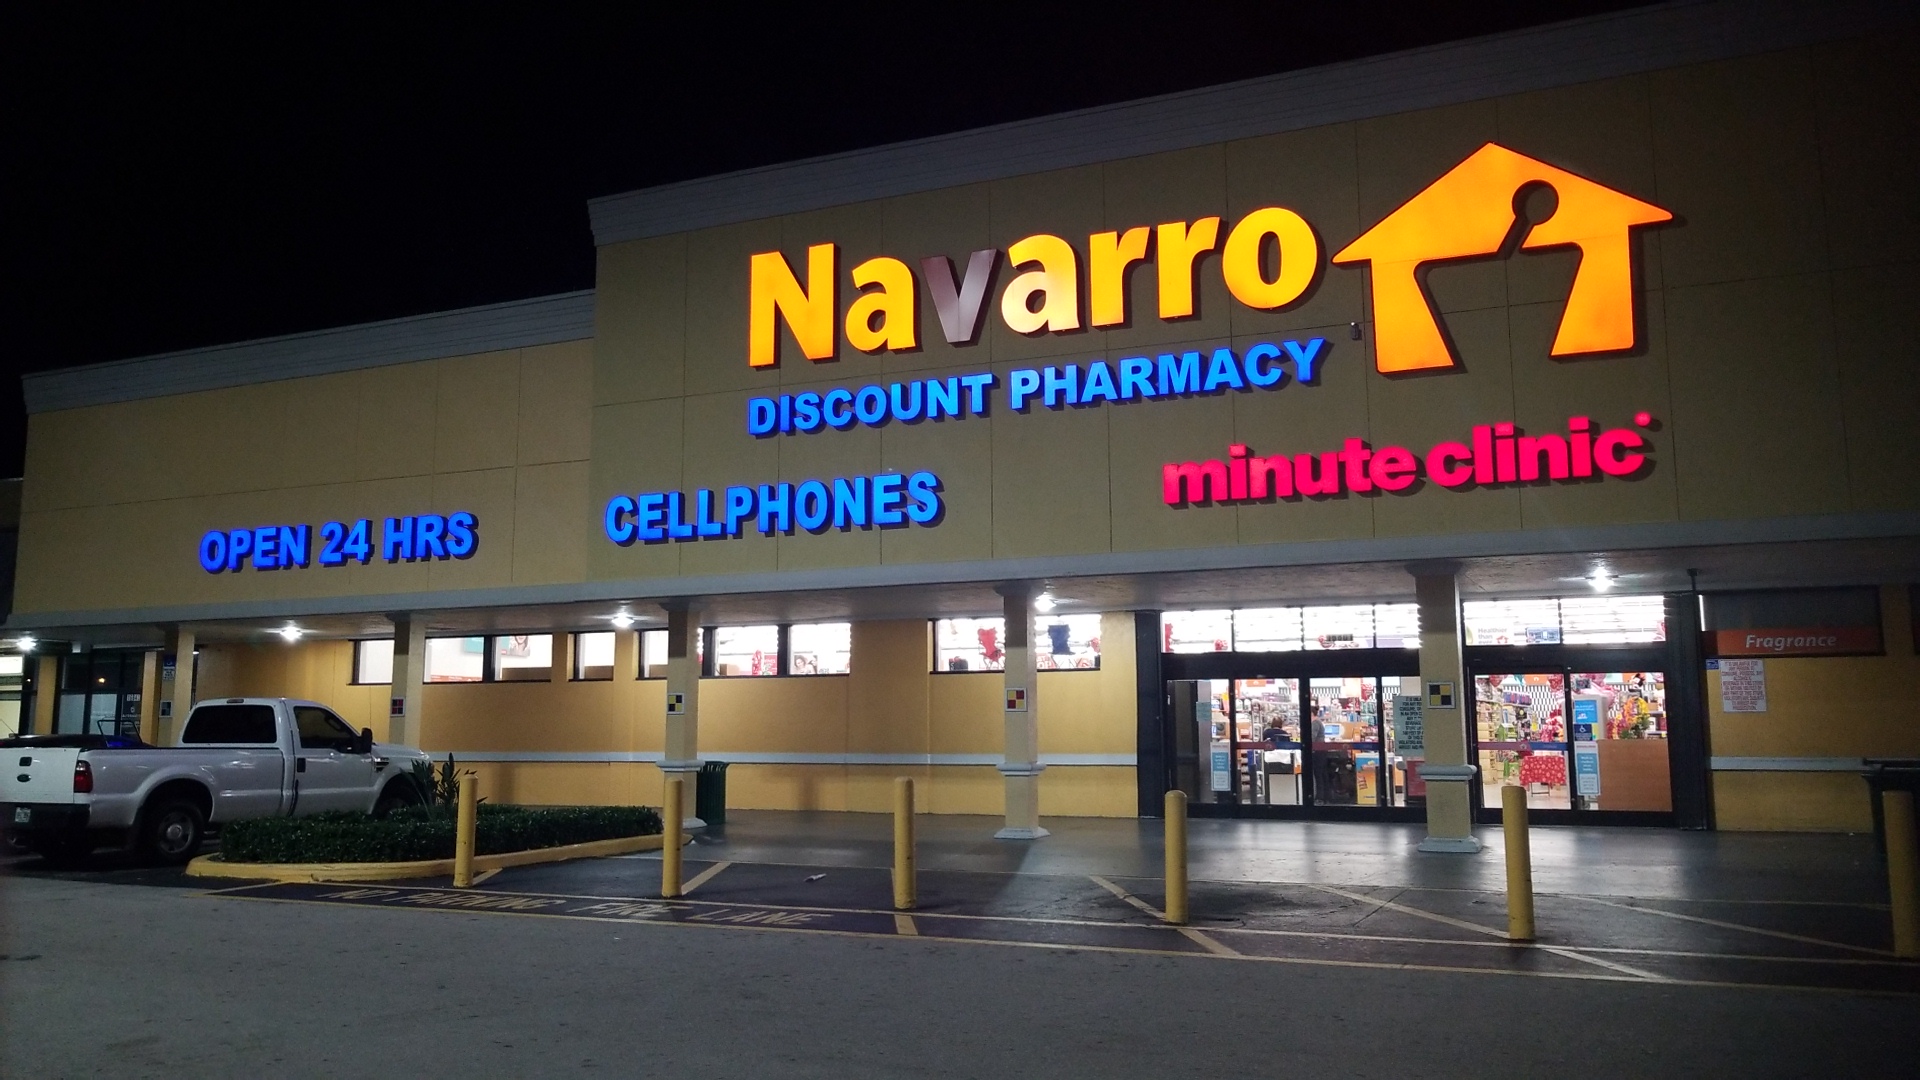 Navarro
DISCOUNT PHARMACY
minute clinic
CELLPHONES
OPEN 24 HRS
Fragrance
NO PARKING FIRE LANE